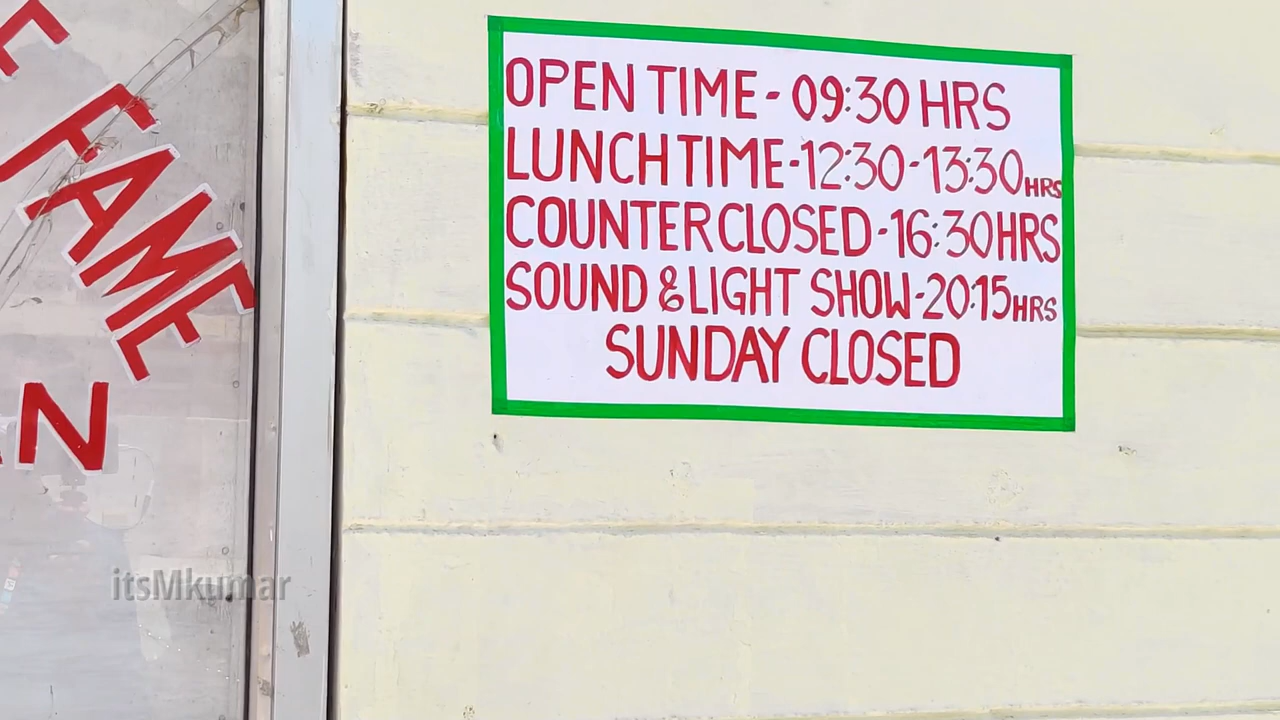 FAME
OPEN TIME - 09:30 HRS
LUNCH TIME - 12:30 - 13:30 HRS
COUNTER CLOSED - 16:30 HRS
SOUND & LIGHT SHOW - 20:15 HRS
SUNDAY CLOSED
itsMkumar